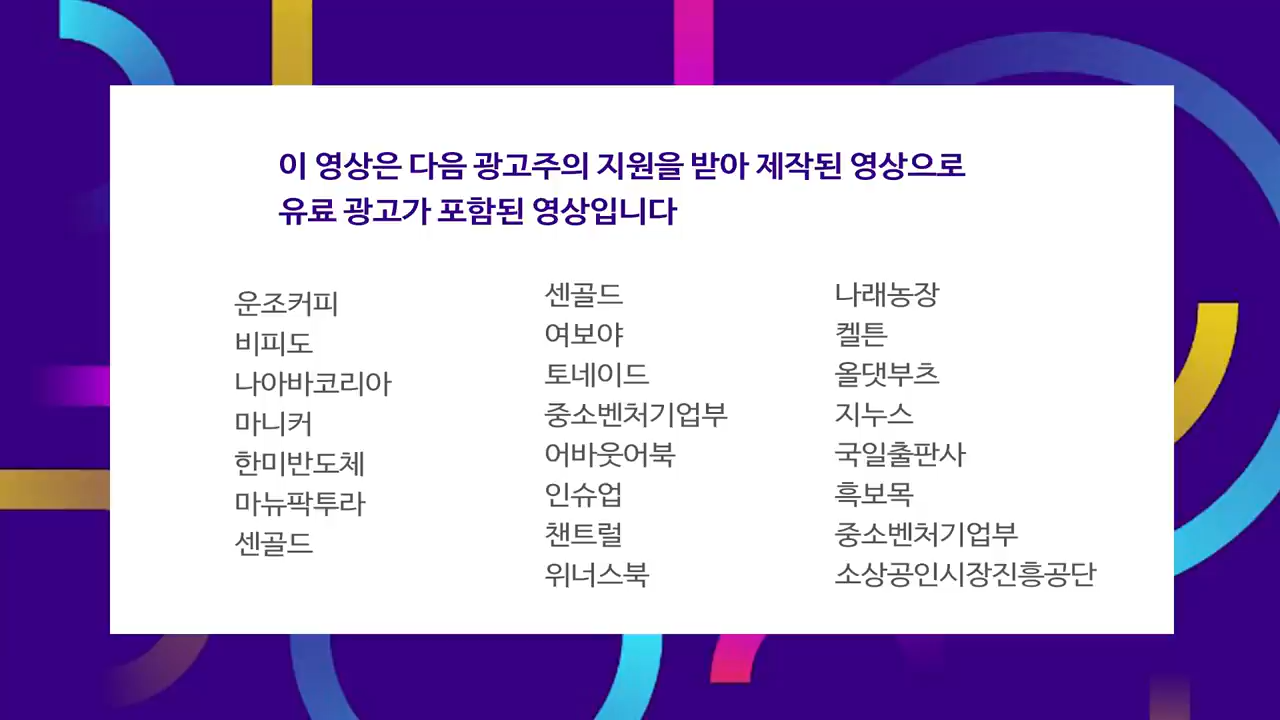 이 영상은 다음 광고주의 지원을 받아 제작된 영상으로
유료 광고가 포함된 영상입니다
운조커피
비피도
나아바코리아
마니커
한미반도체
마뉴팍투라
센골드
센골드
여보야
토네이드
중소벤처기업부
어바웃어북
인슈업
챈트럴
위너스북
나래농장
켈튼
올댓부츠
지누스
국일출판사
흑보목
중소벤처기업부
소상공인시장진흥공단